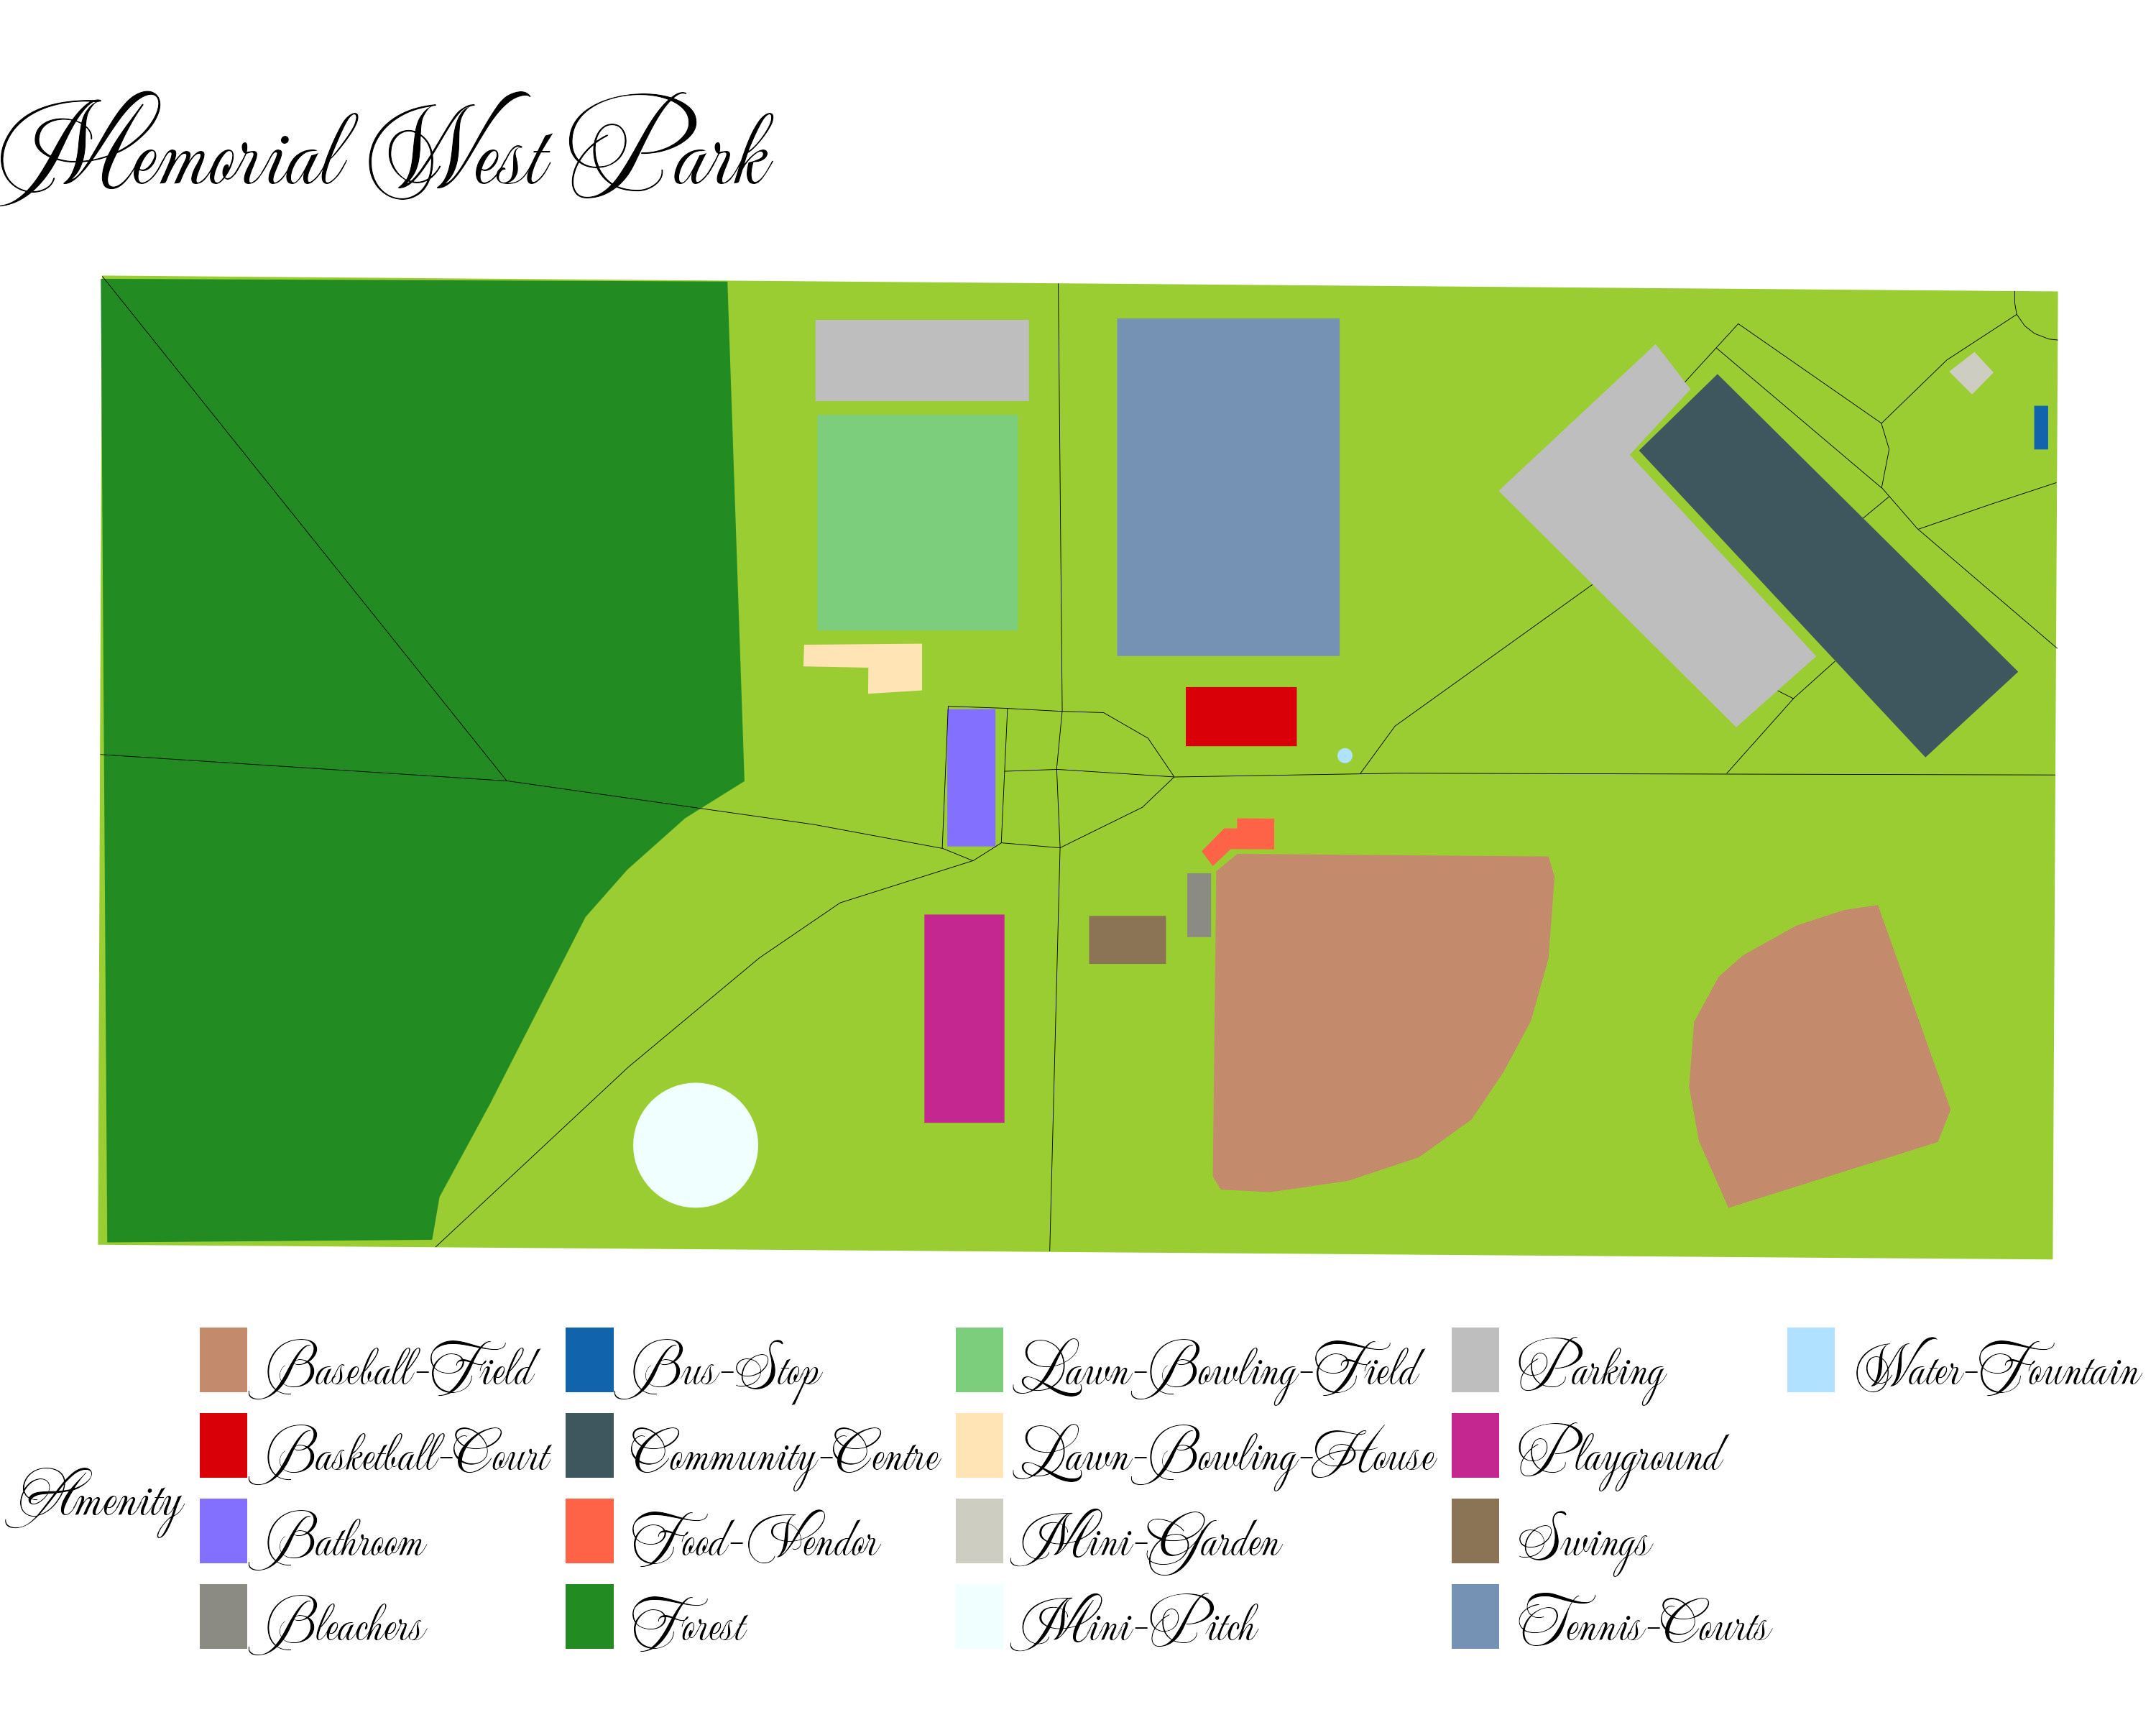 Memorial West Park
Baseball-Field Bus-Stop Lawn-Bowling-Field Parking Water-Fountain
Basketball-Court Community-Centre Lawn-Bowling-House Playground
Amenity
Bathroom Food-Vendor Mini-Garden Swings
Bleachers Forest Mini-Pitch Tennis-Courts